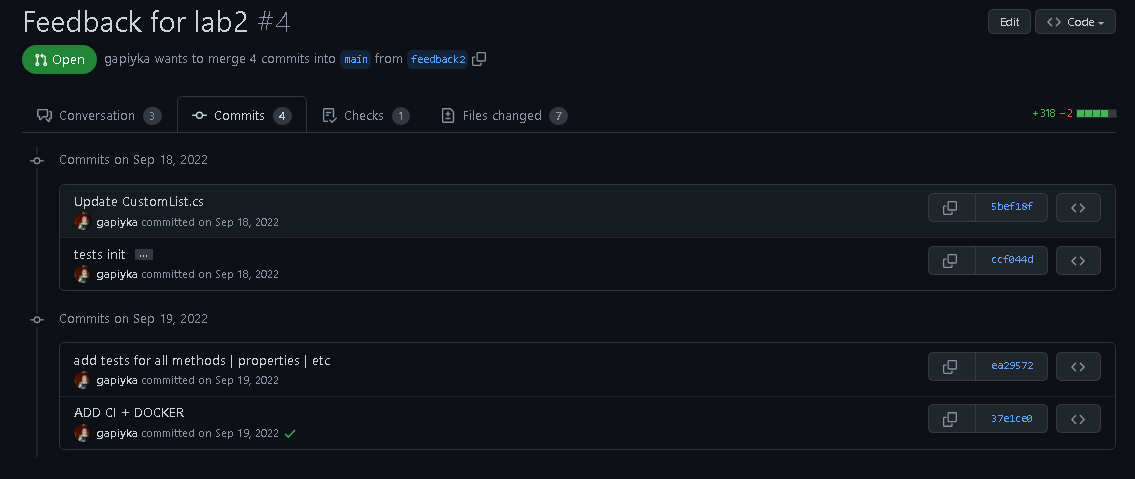 Feedback for lab2 #4
Edit
Code
Open
gapiyka wants to merge 4 commits into main from feedback2
Conversation 3
Commits 4
Checks 1
Files changed 7
+318 −2
Commits on Sep 18, 2022
Update CustomList.cs
5bef18f
gapiyka committed on Sep 18, 2022
tests init ...
ccf044d
gapiyka committed on Sep 18, 2022
Commits on Sep 19, 2022
add tests for all methods | properties | etc
ea29572
gapiyka committed on Sep 19, 2022
ADD CI + DOCKER
37e1ce0
gapiyka committed on Sep 19, 2022